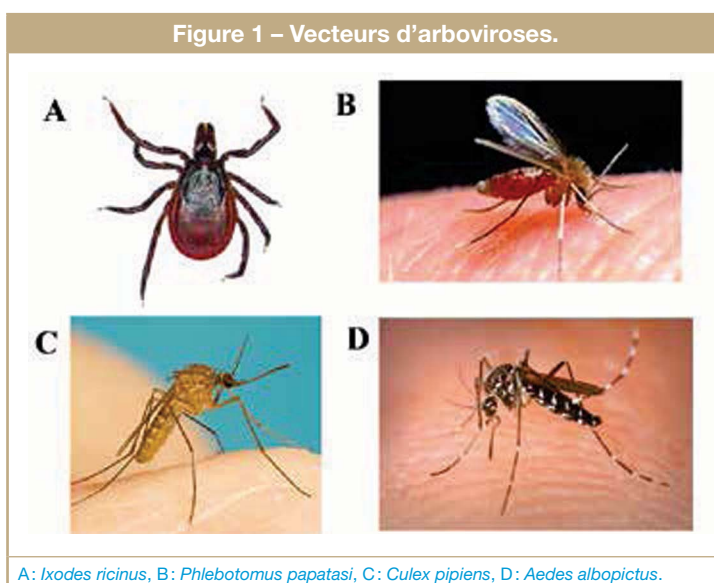 Figure 1 – Vecteurs d’arboviroses.
A
B
C
D
A: Ixodes ricinus, B: Phlebotomus papatasi, C: Culex pipiens, D: Aedes albopictus.